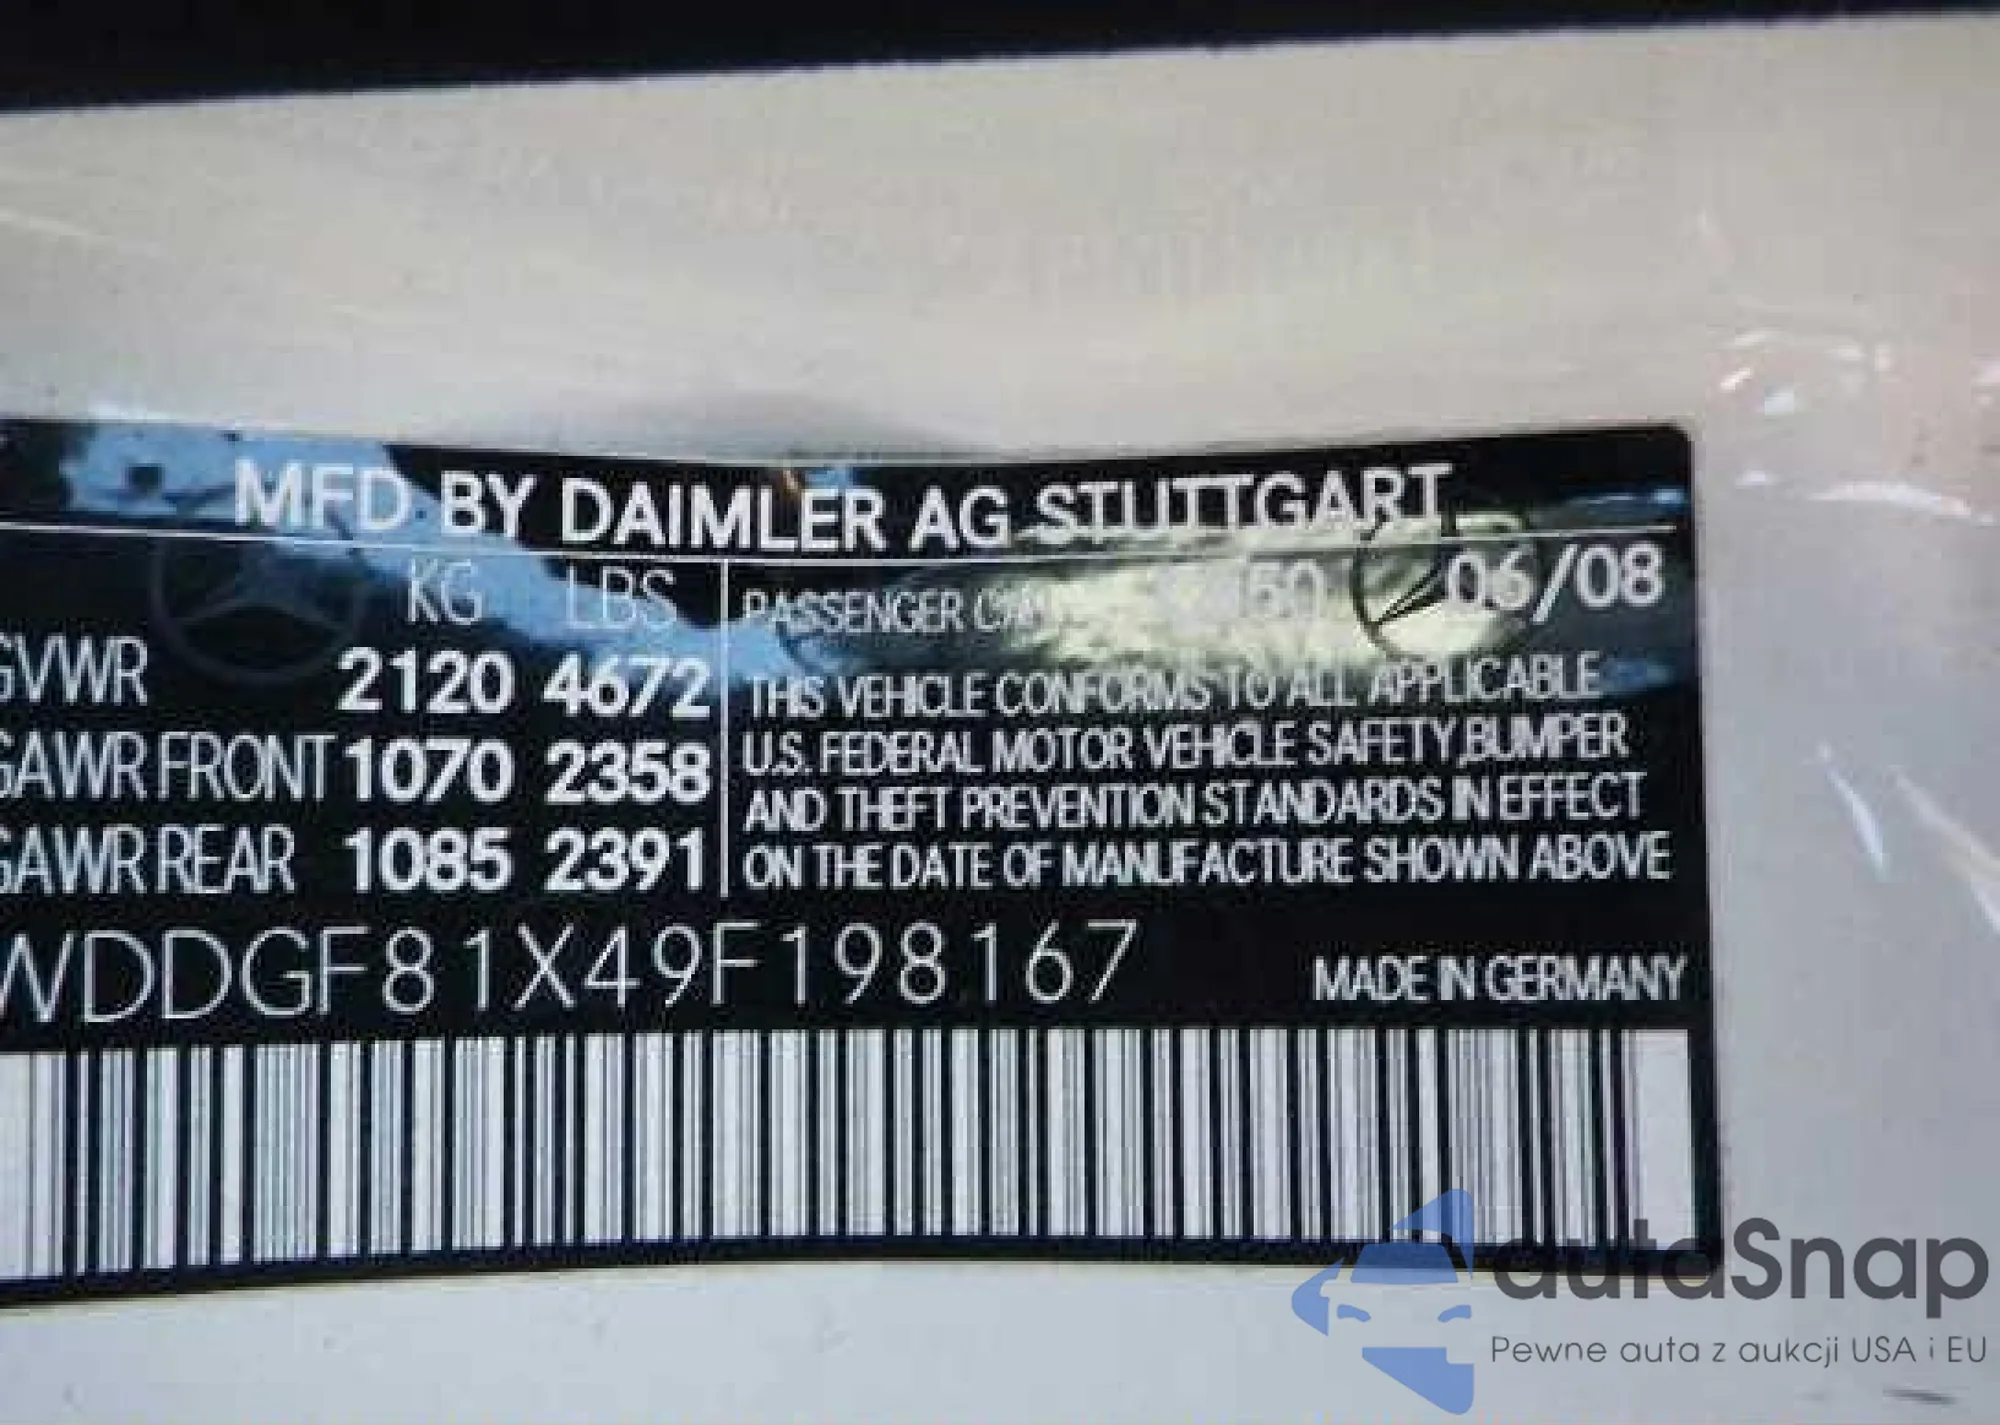 MFD BY DAIMLER AG STUTTGART
KG LBS
PASSENGER 06/08
GVWR 2120 4672
GAWR FRONT 1070 2358
GAWR REAR 1085 2391
THIS VEHICLE CONFORMS TO ALL APPLICABLE
U.S. FEDERAL MOTOR VEHICLE SAFETY,BUMPER
AND THEFT PREVENTION STANDARDS IN EFFECT
ON THE DATE OF MANUFACTURE SHOWN ABOVE
WDDGF81X49F198167
MADE IN GERMANY
autoSnap
Pewne auta z aukcji USA i EU